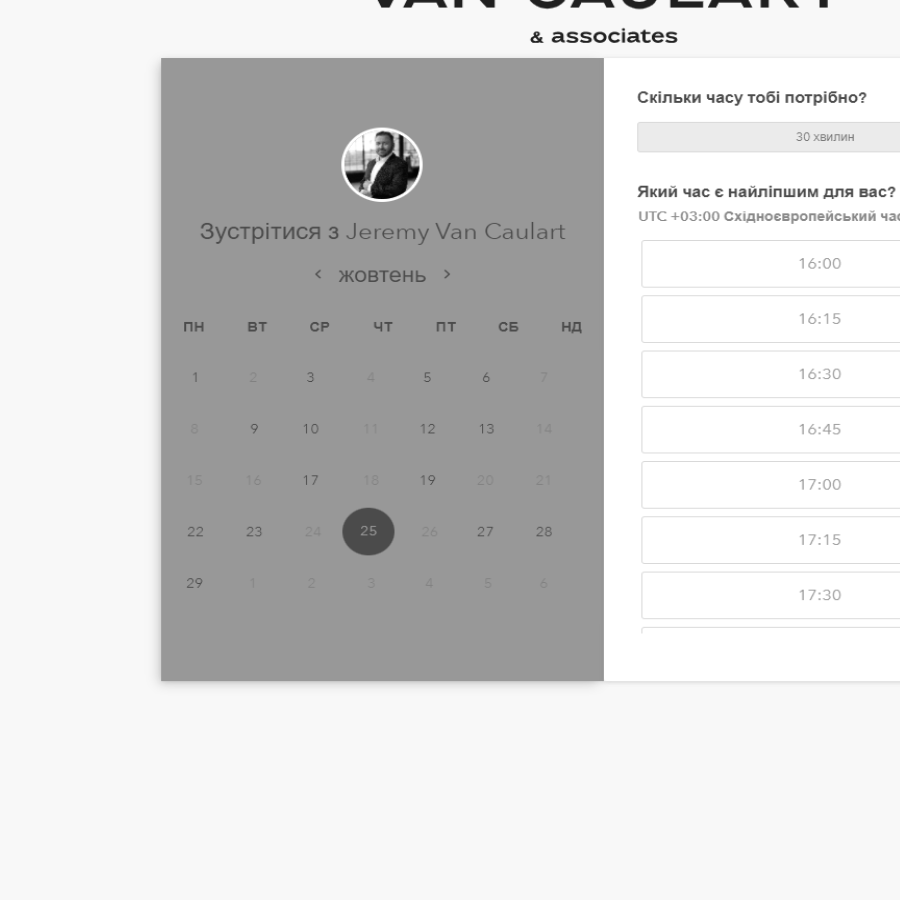 VAN CAULART
& associates
Зустрітися з Jeremy Van Caulart
‹ жовтень ›
ПН ВТ СР ЧТ ПТ СБ НД
1 2 3 4 5 6 7
8 9 10 11 12 13 14
15 16 17 18 19 20 21
22 23 24 25 26 27 28
29 1 2 3 4 5 6
Скільки часу тобі потрібно?
30 хвилин
Який час є найліпшим для вас?
UTC +03:00 Східноєвропейський
16:00
16:15
16:30
16:45
17:00
17:15
17:30